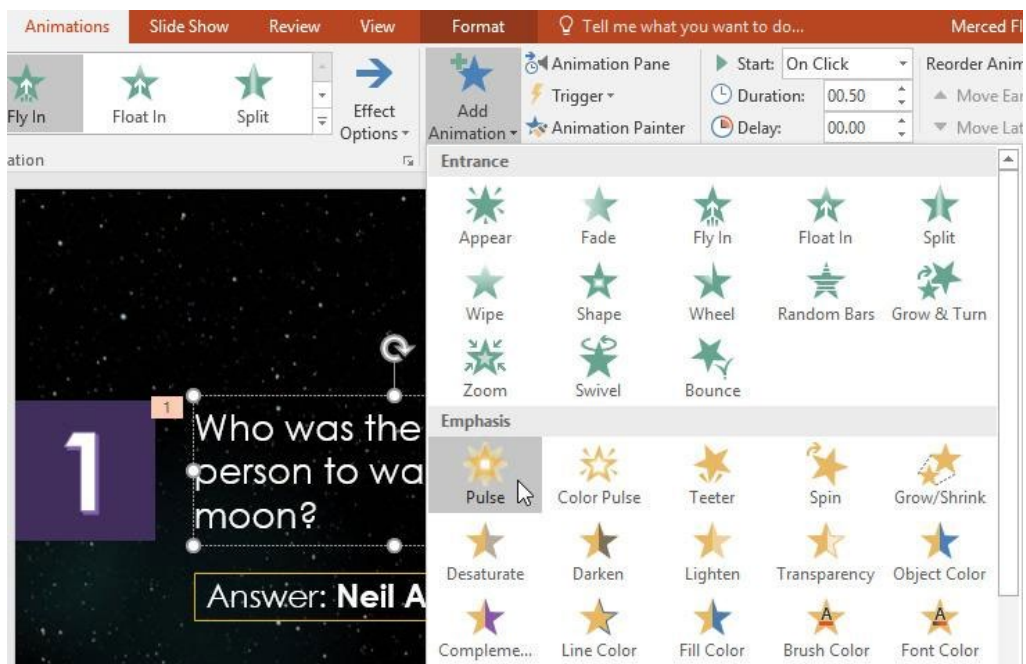 Animations Slide Show Review View Format Tell me what you want to do... Merced Fl
Fly In Float In Split
Effect Options
Add Animation
Animation Pane
Trigger
Animation Painter
Start: On Click
Duration: 00.50
Delay: 00.00
Reorder Anim
Move Ear
Move Lat
ation
Entrance
Appear Fade Fly In Float In Split
Wipe Shape Wheel Random Bars Grow & Turn
Zoom Swivel Bounce
Emphasis
Pulse Color Pulse Teeter Spin Grow/Shrink
Desaturate Darken Lighten Transparency Object Color
Compleme... Line Color Fill Color Brush Color Font Color
1
1
Who was the
person to wa
moon?
Answer: Neil A